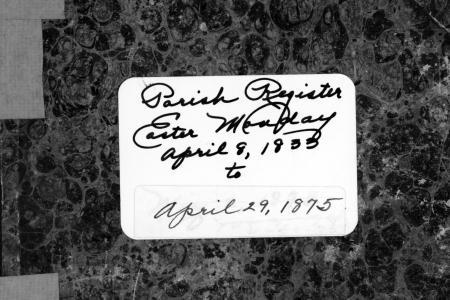 Parish Register
Easter Monday
April 8, 1833
to
April 29, 1875